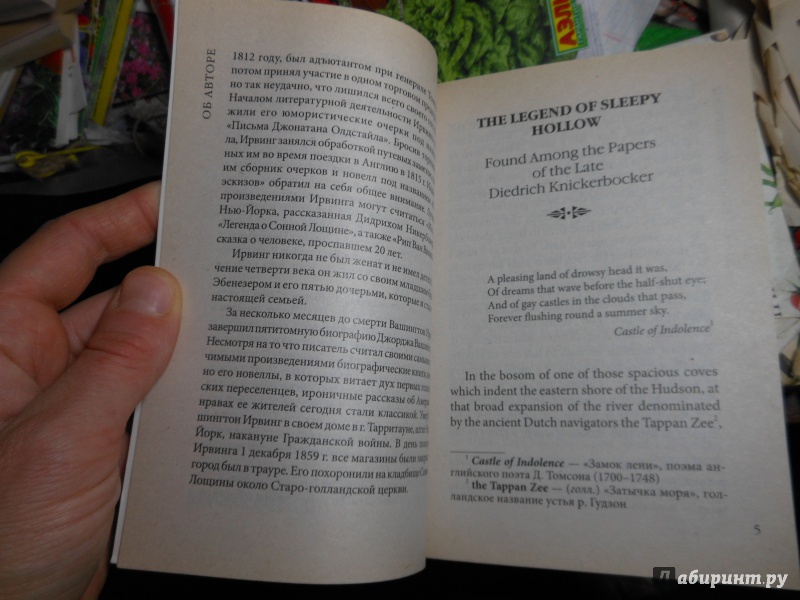 ОБ АВТОРЕ
1812 году, был адъютантом при генерале
потом принял участие в одном торговом
но так неудачно, что лишился всего своего
Началом литературной деятельности
жили его юмористические очерки под
«Письма Джонатана Олдстайла». Бросив
ла, Ирвинг занялся обработкой путевых
ных им во время поездки в Англию в 1815 г.
им сборник очерков и новелл под названием
эскизов» обратил на себя общее внимание.
произведениями Ирвинга могут считаться
Нью-Йорка, рассказанная Дидрихом
«Легенда о Сонной Лощине», а также «Рип Ван
сказка о человеке, проспавшем 20 лет.
Ирвинг никогда не был женат и не имел
чение четверти века он жил со своим младшим
Эбенезером и его пятью дочерьми, которые
настоящей семьей.
За несколько месяцев до смерти Вашингтон
завершил пятитомную биографию Джорджа
Несмотря на то что писатель считал своими
чимыми произведениями биографические книги,
но его новеллы, в которых витает дух первых
ских переселенцев, ироничные рассказы об
нравах ее жителей сегодня стали классикой.
шингтон Ирвинг в своем доме в г. Тарритауне,
Йорк, накануне Гражданской войны. В день
Ирвинга 1 декабря 1859 г. все магазины были
город был в трауре. Его похоронили на кладбище
Лощины около Старо-голландской церкви.
THE LEGEND OF SLEEPY
HOLLOW
Found Among the Papers
of the Late
Diedrich Knickerbocker
A pleasing land of drowsy head it was,
Of dreams that wave before the half-shut eye;
And of gay castles in the clouds that pass,
Forever flushing round a summer sky.
Castle of Indolence¹
In the bosom of one of those spacious coves
which indent the eastern shore of the Hudson, at
that broad expansion of the river denominated
by the ancient Dutch navigators the Tappan Zee²,
¹ Castle of Indolence — «Замок лени», поэма ан-
глийского поэта Д. Томсона (1700–1748)
² the Tappan Zee — (голл.) «Затычка моря», гол-
ландское название устья р. Гудзон
5
Лабиринт.ру